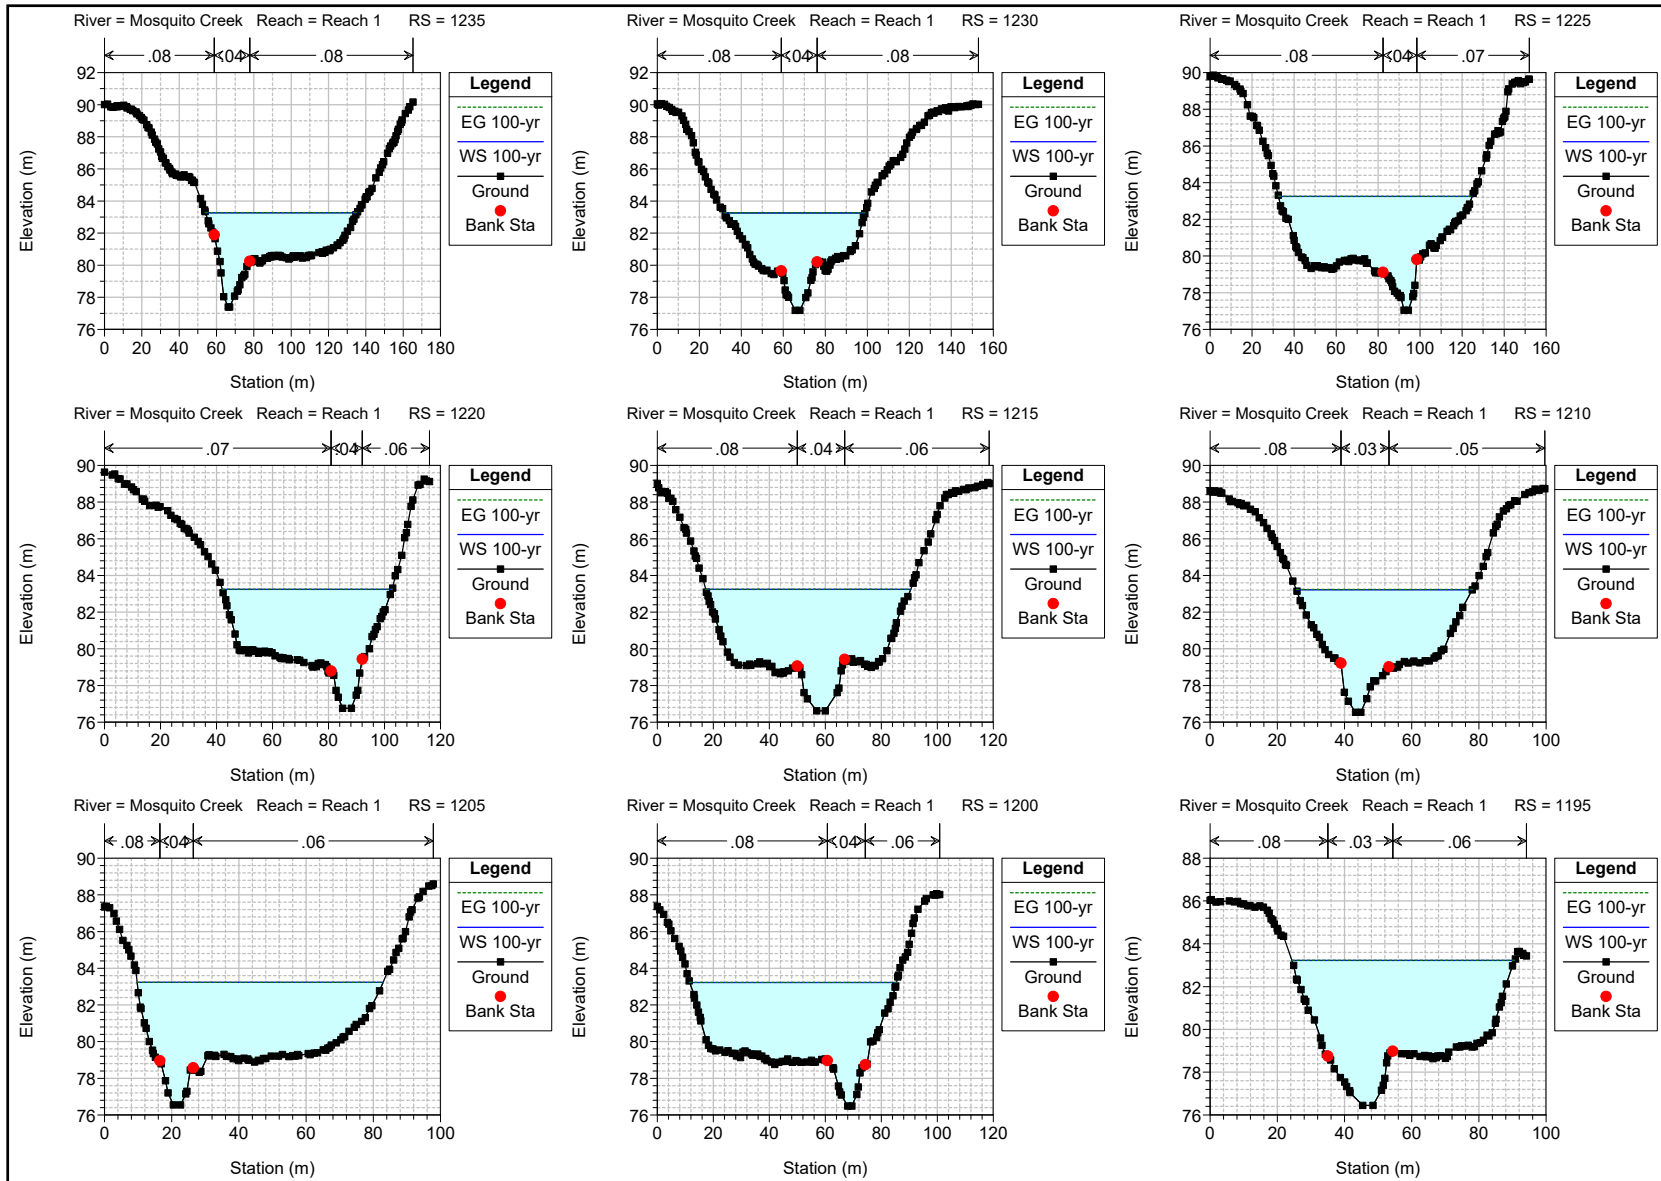 River = Mosquito Creek Reach = Reach 1 RS = 1235
.08 .04 .08
92
90
88
86
84
82
80
78
76
0 20 40 60 80 100 120 140 160 180
Station (m)
Elevation (m)
Legend
EG 100-yr
WS 100-yr
Ground
Bank Sta
River = Mosquito Creek Reach = Reach 1 RS = 1230
.08 .04 .08
92
90
88
86
84
82
80
78
76
0 20 40 60 80 100 120 140 160
Station (m)
Elevation (m)
Legend
EG 100-yr
WS 100-yr
Ground
Bank Sta
River = Mosquito Creek Reach = Reach 1 RS = 1225
.08 .04 .07
90
88
86
84
82
80
78
76
0 20 40 60 80 100 120 140 160
Station (m)
Elevation (m)
Legend
EG 100-yr
WS 100-yr
Ground
Bank Sta
River = Mosquito Creek Reach = Reach 1 RS = 1220
.07 .04 .06
90
88
86
84
82
80
78
76
0 20 40 60 80 100 120
Station (m)
Elevation (m)
Legend
EG 100-yr
WS 100-yr
Ground
Bank Sta
River = Mosquito Creek Reach = Reach 1 RS = 1215
.08 .04 .06
90
88
86
84
82
80
78
76
0 20 40 60 80 100 120
Station (m)
Elevation (m)
Legend
EG 100-yr
WS 100-yr
Ground
Bank Sta
River = Mosquito Creek Reach = Reach 1 RS = 1210
.08 .03 .05
90
88
86
84
82
80
78
76
0 20 40 60 80 100
Station (m)
Elevation (m)
Legend
EG 100-yr
WS 100-yr
Ground
Bank Sta
River = Mosquito Creek Reach = Reach 1 RS = 1205
.08 .04 .06
90
88
86
84
82
80
78
76
0 20 40 60 80 100
Station (m)
Elevation (m)
Legend
EG 100-yr
WS 100-yr
Ground
Bank Sta
River = Mosquito Creek Reach = Reach 1 RS = 1200
.08 .04 .06
90
88
86
84
82
80
78
76
0 20 40 60 80 100 120
Station (m)
Elevation (m)
Legend
EG 100-yr
WS 100-yr
Ground
Bank Sta
River = Mosquito Creek Reach = Reach 1 RS = 1195
.08 .03 .06
88
86
84
82
80
78
76
0 20 40 60 80 100
Station (m)
Elevation (m)
Legend
EG 100-yr
WS 100-yr
Ground
Bank Sta